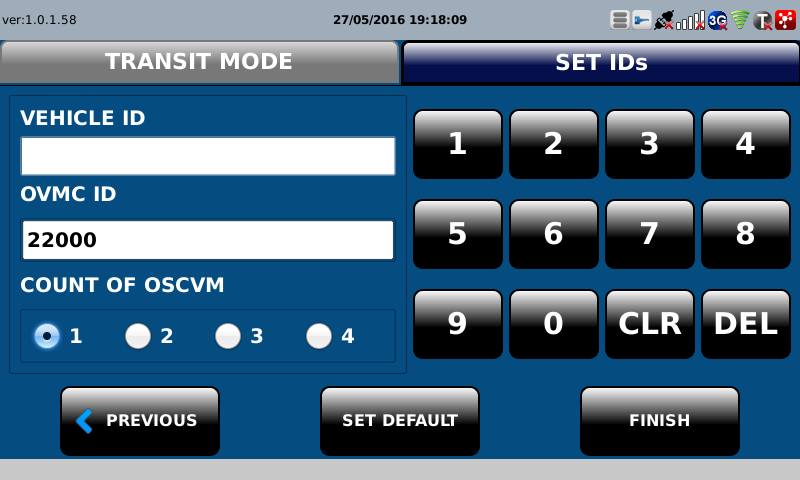 ver:1.0.1.58
27/05/2016 19:18:09
3G
T
TRANSIT MODE
SET IDs
VEHICLE ID
OVMC ID
22000
COUNT OF OSCVM
1 2 3 4
1 2 3 4
5 6 7 8
9 0 CLR DEL
PREVIOUS
SET DEFAULT
FINISH